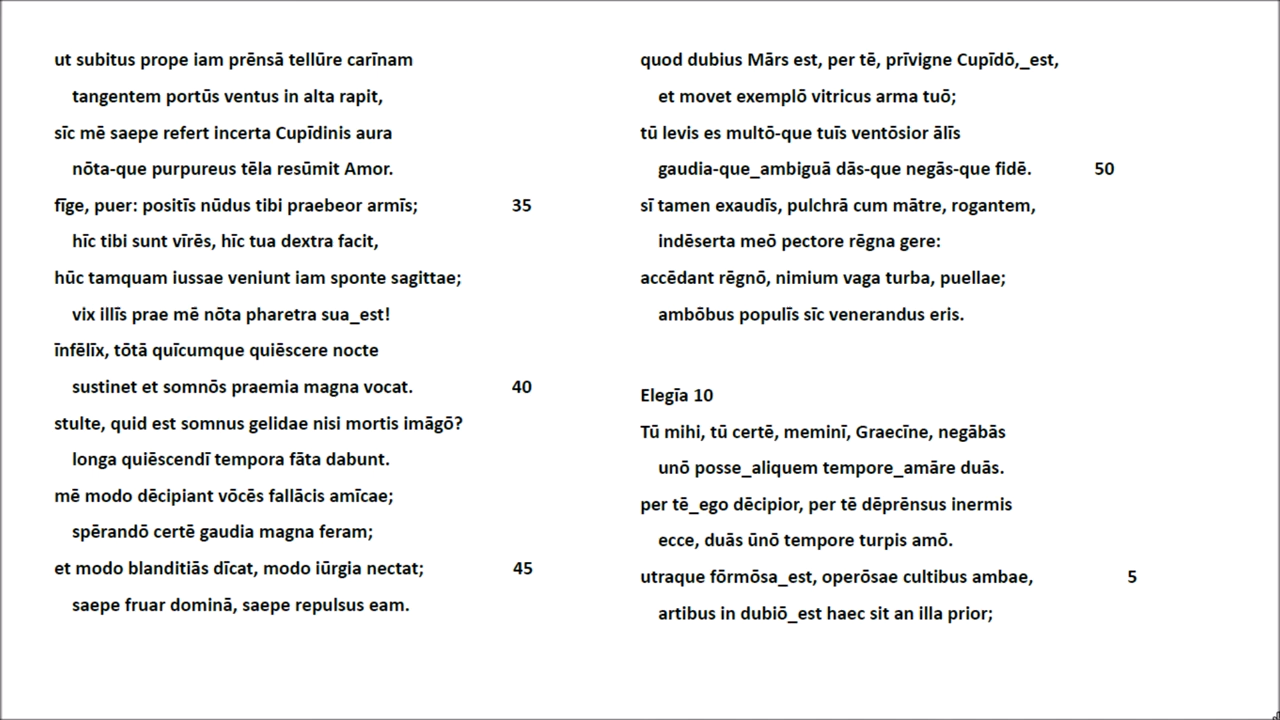 ut subitus prope iam prēnsā tellūre carīnam
tangentem portūs ventus in alta rapit,
sīc mē saepe refert incerta Cupīdinis aura
nōta-que purpureus tēla resūmit Amor.
fīge, puer: positīs nūdus tibi praebeor armīs; 35
hīc tibi sunt vīrēs, hīc tua dextra facit,
hūc tamquam iussae veniunt iam sponte sagittae;
vix illīs prae mē nōta pharetra sua_est!
īnfēlīx, tōtā quīcumque quiēscere nocte
sustinet et somnōs praemia magna vocat. 40
stulte, quid est somnus gelidae nisi mortis imāgō?
longa quiēscendī tempora fāta dabunt.
mē modo dēcipiant vōcēs fallācis amīcae;
spērandō certē gaudia magna feram;
et modo blanditiās dīcat, modo iūrgia nectat; 45
saepe fruar dominā, saepe repulsus eam.
quod dubius Mārs est, per tē, prīvigne Cupīdō,_est,
et movet exemplō vitricus arma tuō;
tū levis es multō-que tuīs ventōsior ālīs
gaudia-que_ambiguā dās-que negās-que fidē. 50
sī tamen exaudīs, pulchrā cum mātre, rogantem,
indēserta meō pectore rēgna gere:
accēdant rēgnō, nimium vaga turba, puellae;
ambōbus populīs sīc venerandus eris.
Elegīa 10
Tū mihi, tū certē, meminī, Graecīne, negābās
unō posse_aliquem tempore_amāre duās.
per tē_ego dēcipior, per tē dēprēnsus inermis
ecce, duās ūnō tempore turpis amō.
utraque fōrmōsa_est, operōsae cultibus ambae, 5
artibus in dubiō_est haec sit an illa prior;